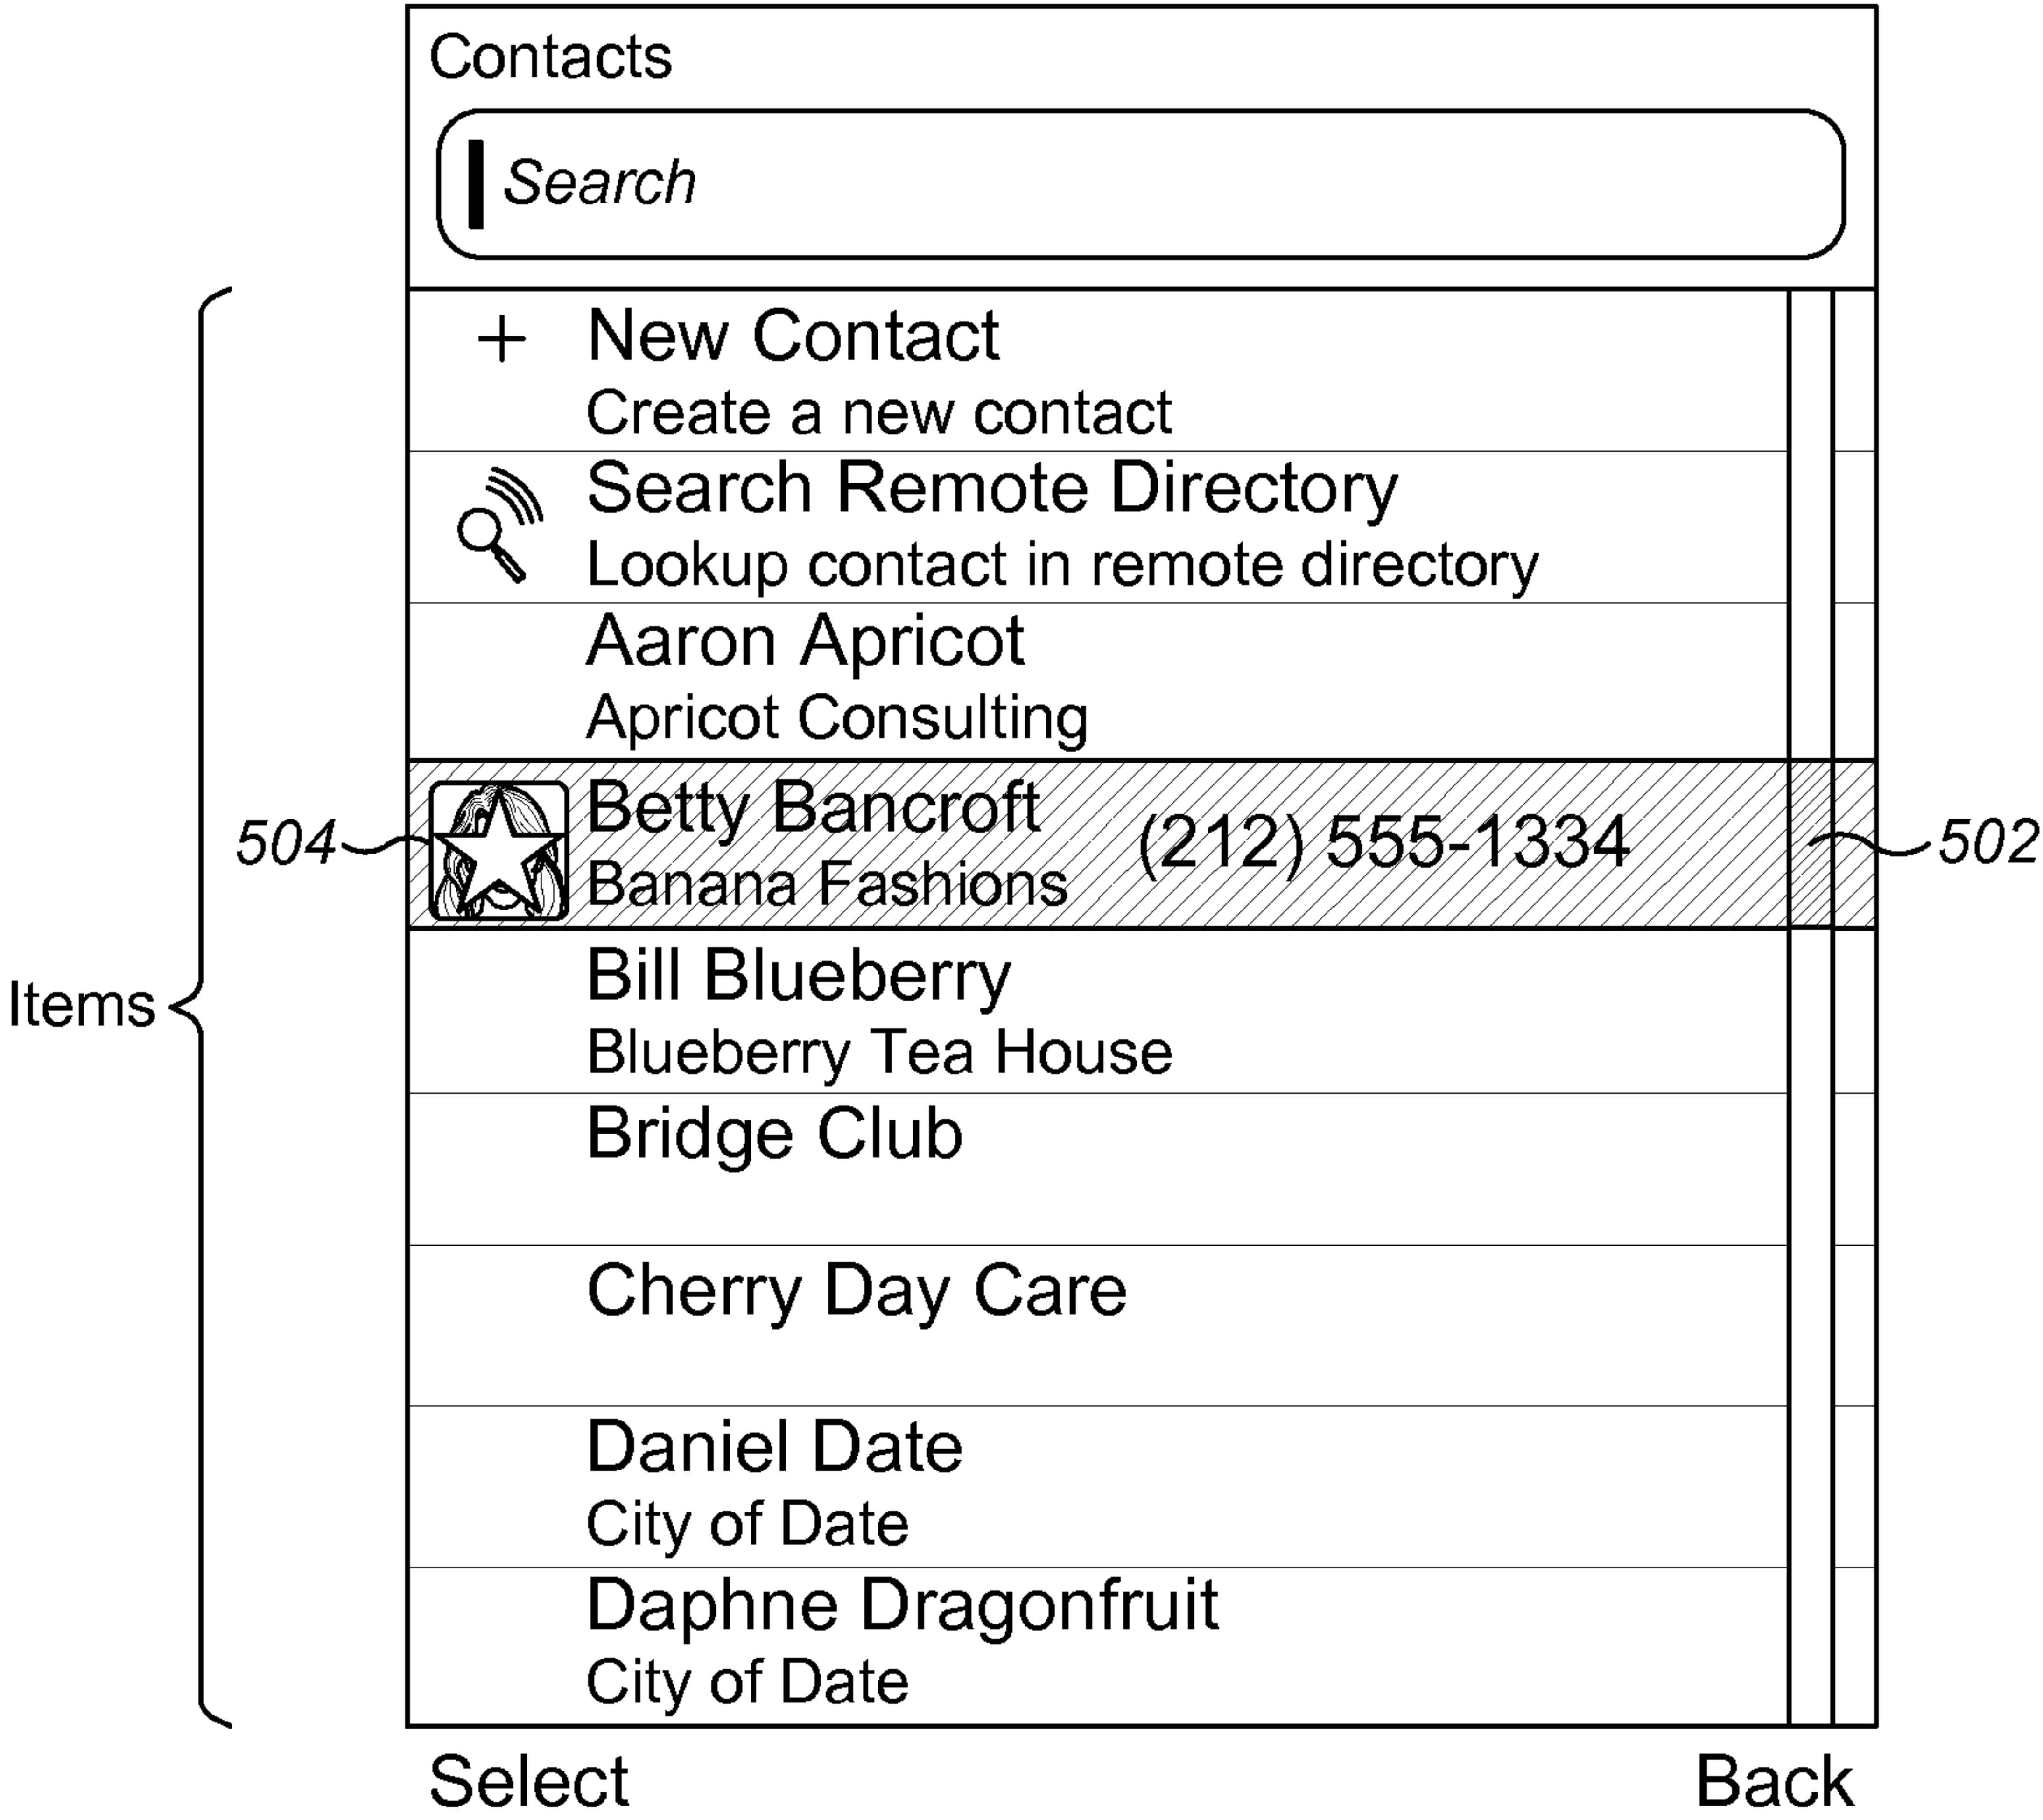 Contacts
Search
+ New Contact
Create a new contact
Search Remote Directory
Lookup contact in remote directory
Aaron Apricot
Apricot Consulting
504
Betty Bancroft
(212) 555-1334
Banana Fashions
502
Bill Blueberry
Items
Blueberry Tea House
Bridge Club
Cherry Day Care
Daniel Date
City of Date
Daphne Dragonfruit
City of Date
Select
Back